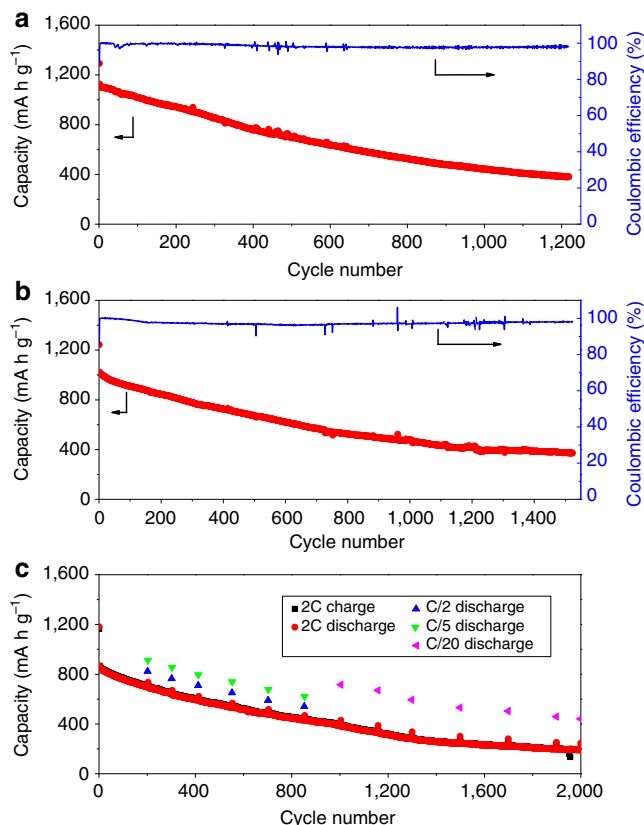 a
1,600
1,200
800
400
0
Capacity (mA h g⁻¹)
100
80
60
40
20
0
Coulombic efficiency (%)
0 200 400 600 800 1,000 1,200
Cycle number
b
1,600
1,200
800
400
0
Capacity (mA h g⁻¹)
100
80
60
40
20
0
Coulombic efficiency (%)
0 200 400 600 800 1,000 1,200 1,400
Cycle number
c
1,600
1,200
800
400
0
Capacity (mA h g⁻¹)
2C charge
2C discharge
C/2 discharge
C/5 discharge
C/20 discharge
0 400 800 1,200 1,600 2,000
Cycle number